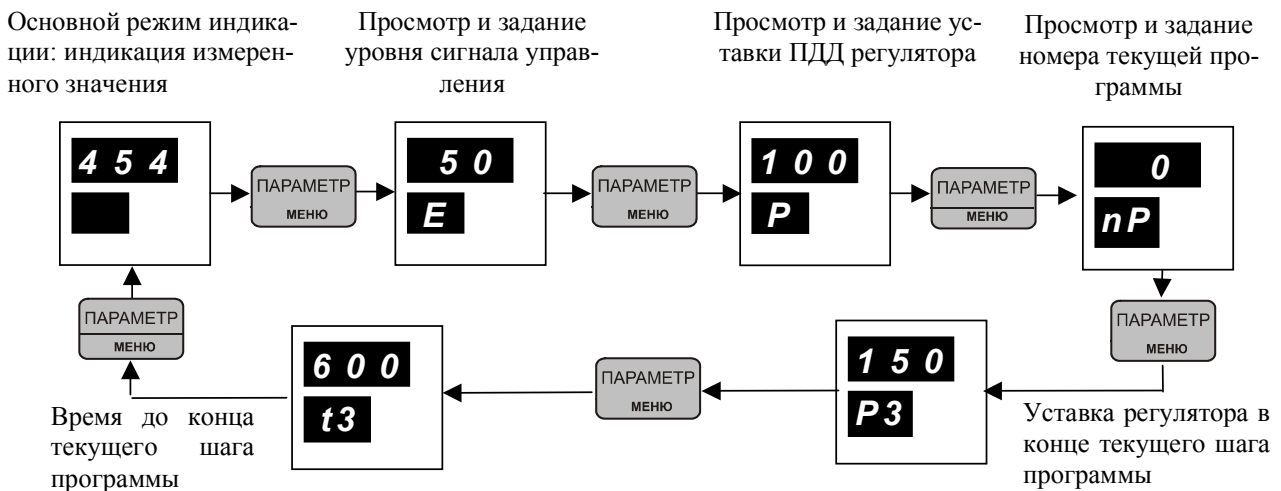 Основной режим индика-
ции: индикация измерен-
ного значения
Просмотр и задание
уровня сигнала управ-
ления
Просмотр и задание ус-
тавки ПДД регулятора
Просмотр и задание
номера текущей про-
граммы
4 5 4
ПАРАМЕТР
МЕНЮ
5 0
E
ПАРАМЕТР
МЕНЮ
1 0 0
P
ПАРАМЕТР
МЕНЮ
0
nP
ПАРАМЕТР
МЕНЮ
6 0 0
t3
ПАРАМЕТР
МЕНЮ
1 5 0
P3
ПАРАМЕТР
МЕНЮ
Время до конца
текущего шага
программы
Уставка регулятора в
конце текущего шага
программы